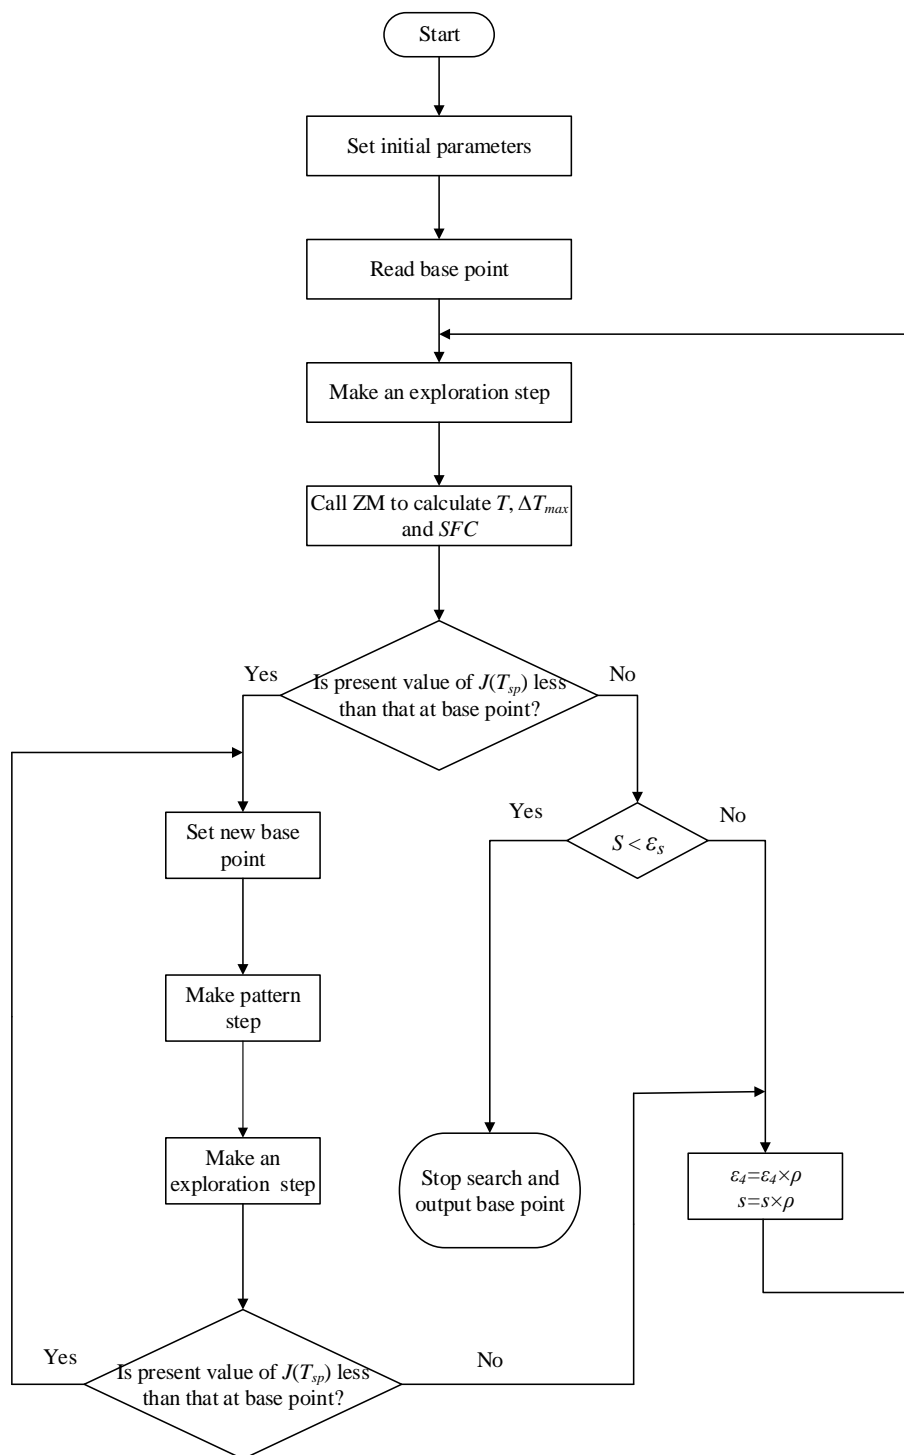 Start
Set initial parameters
Read base point
Make an exploration step
Call ZM to calculate T, ΔTmax
and SFC
Yes
Is present value of J(Tsp) less
than that at base point?
No
Set new base
point
Yes
S < εs
No
Make pattern
step
Make an
exploration step
Stop search and
output base point
ε4=ε4×ρ
s=s×ρ
Yes
Is present value of J(Tsp) less
than that at base point?
No